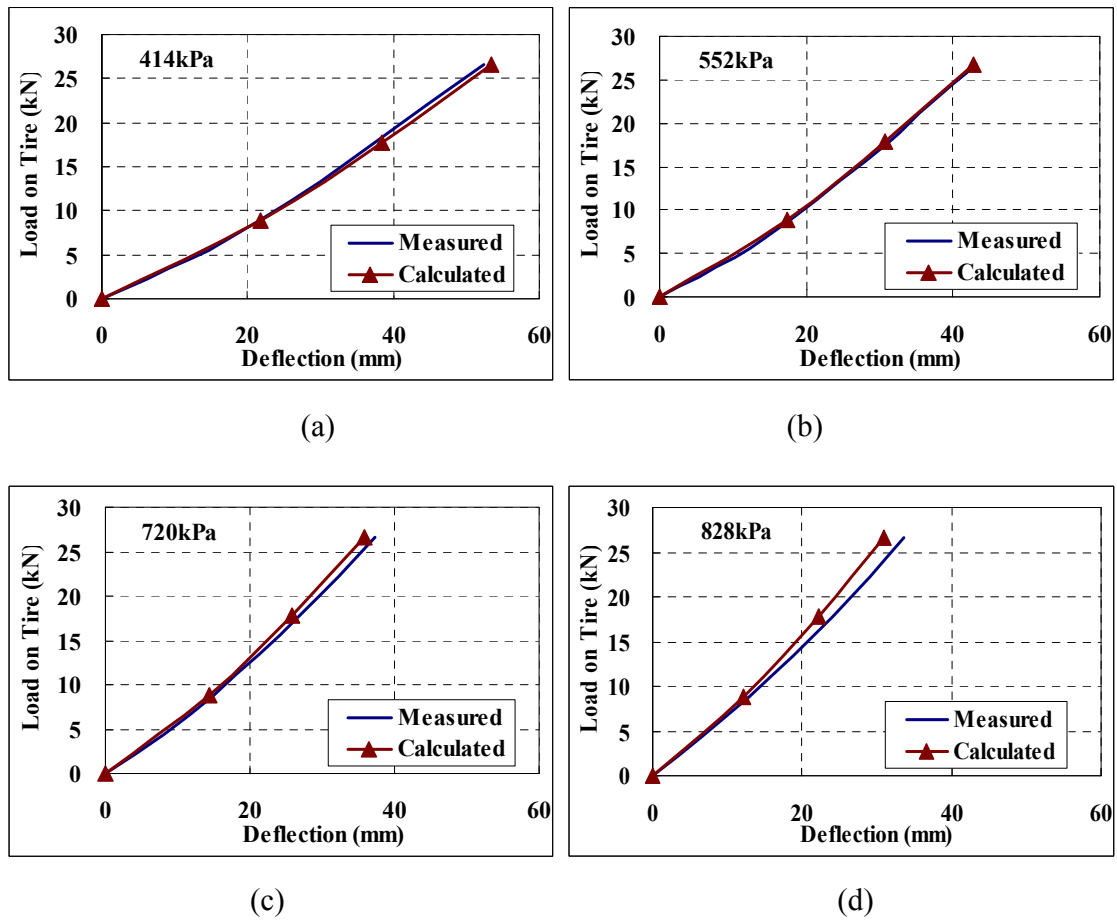 414kPa
Load on Tire (kN)
30
25
20
15
10
5
0
Measured
Calculated
0 20 40 60
Deflection (mm)
(a)
552kPa
Load on Tire (kN)
30
25
20
15
10
5
0
Measured
Calculated
0 20 40 60
Deflection (mm)
(b)
720kPa
Load on Tire (kN)
30
25
20
15
10
5
0
Measured
Calculated
0 20 40 60
Deflection (mm)
(c)
828kPa
Load on Tire (kN)
30
25
20
15
10
5
0
Measured
Calculated
0 20 40 60
Deflection (mm)
(d)